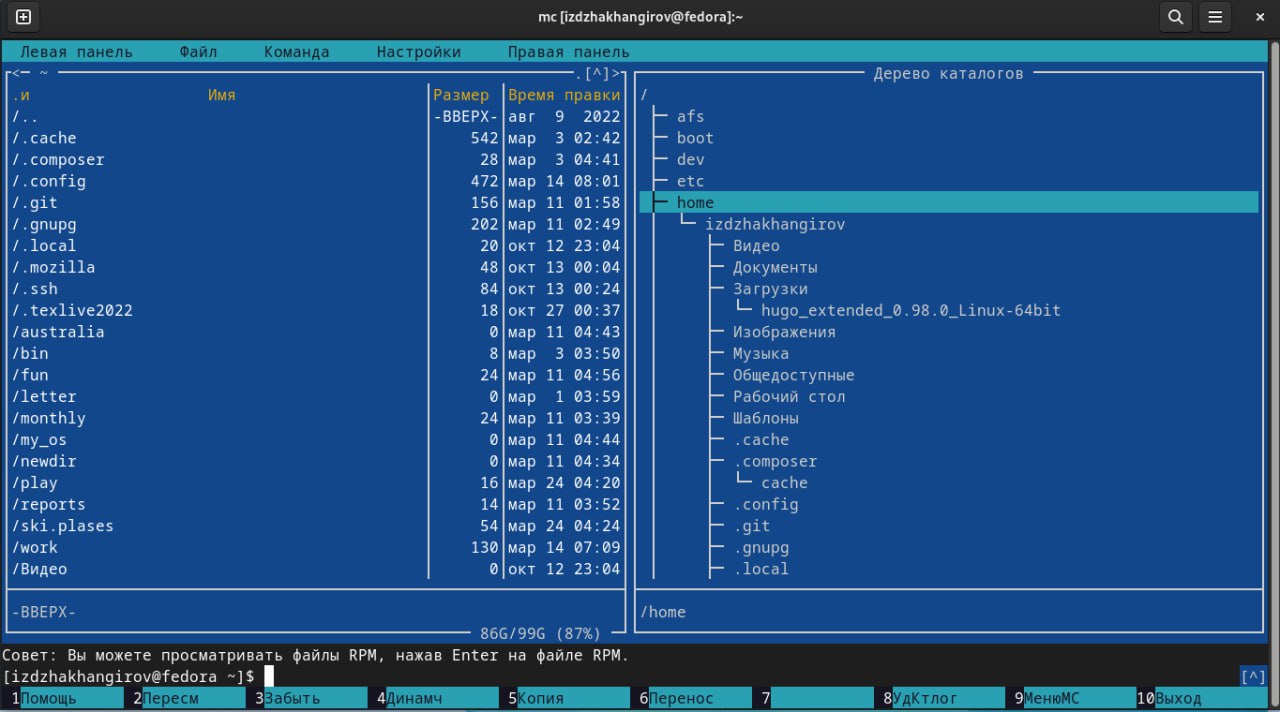 mc [izdzhakhangirov@fedora]:~
Левая панель Файл Команда Настройки Правая панель
<─ ~ .[^]>
.и Имя Размер Время правки
/.. -ВВЕРХ- авг 9 2022
/.cache 542 мар 3 02:42
/.composer 28 мар 3 04:41
/.config 472 мар 14 08:01
/.git 156 мар 11 01:58
/.gnupg 202 мар 11 02:49
/.local 20 окт 12 23:04
/.mozilla 48 окт 13 00:04
/.ssh 84 окт 13 00:24
/.texlive2022 18 окт 27 00:37
/australia 0 мар 11 04:43
/bin 8 мар 3 03:50
/fun 24 мар 11 04:56
/letter 0 мар 1 03:59
/monthly 24 мар 11 03:39
/my_os 0 мар 11 04:44
/newdir 0 мар 11 04:34
/play 16 мар 24 04:20
/reports 14 мар 11 03:52
/ski.plases 54 мар 24 04:24
/work 130 мар 14 07:09
/Видео 0 окт 12 23:04
-ВВЕРХ-
86G/99G (87%)
Дерево каталогов
/
afs
boot
dev
etc
home
izdzhakhangirov
Видео
Документы
Загрузки
hugo_extended_0.98.0_Linux-64bit
Изображения
Музыка
Общедоступные
Рабочий стол
Шаблоны
.cache
.composer
cache
.config
.git
.gnupg
.local
/home
Совет: Вы можете просматривать файлы RPM, нажав Enter на файле RPM.
[izdzhakhangirov@fedora ~]$ [^]
1Помощь 2Пересм 3Забыть 4Динамч 5Копия 6Перенос 7 8УдКтлог 9МенюMC 10Выход